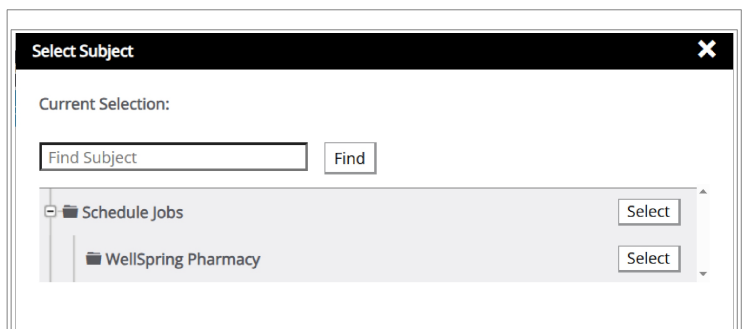 Select Subject
Current Selection:
Find Subject Find
Schedule Jobs Select
WellSpring Pharmacy Select